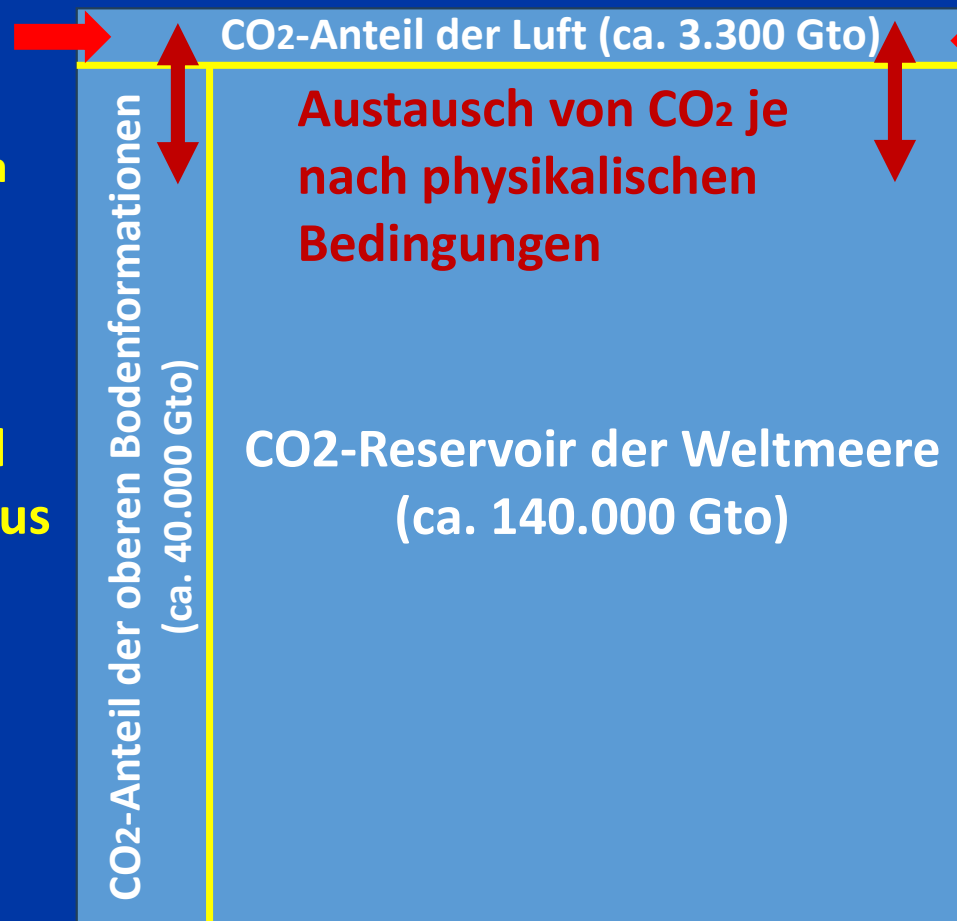 CO2-Anteil der Luft (ca. 3.300 Gto)
Austausch von CO2 je
nach physikalischen
Bedingungen
CO2-Anteil der oberen Bodenformationen
(ca. 40.000 Gto)
CO2-Reservoir der Weltmeere
(ca. 140.000 Gto)